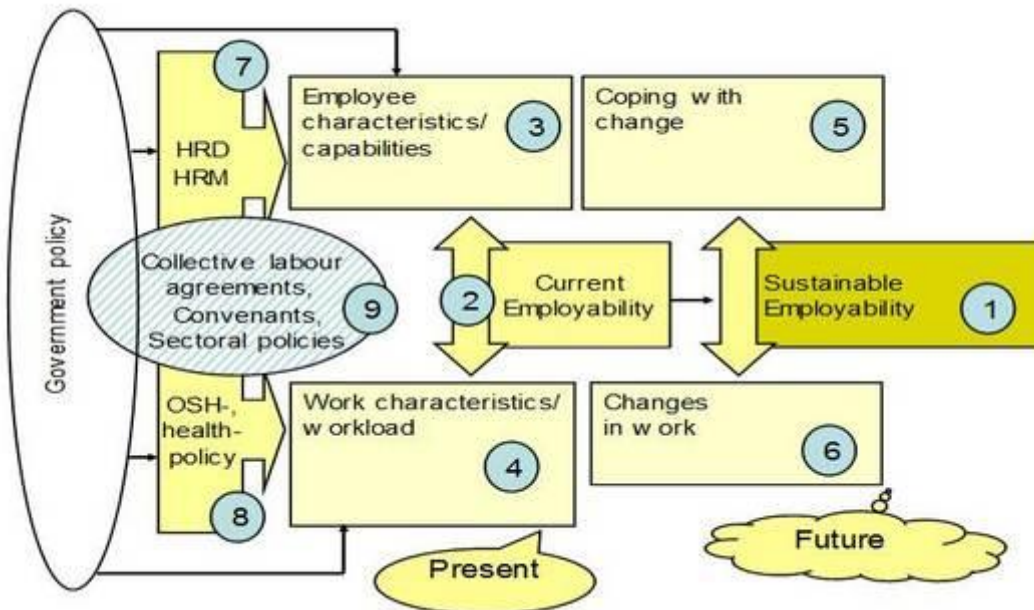 Government policy
7
HRD
HRM
Employee
characteristics/
capabilities
3
Coping with
change
5
Collective labour
agreements,
Convenants,
Sectoral policies
9
2
Current
Employability
Sustainable
Employability
1
OSH-,
health-
policy
8
Work characteristics/
workload
4
Changes
in work
6
Present
Future